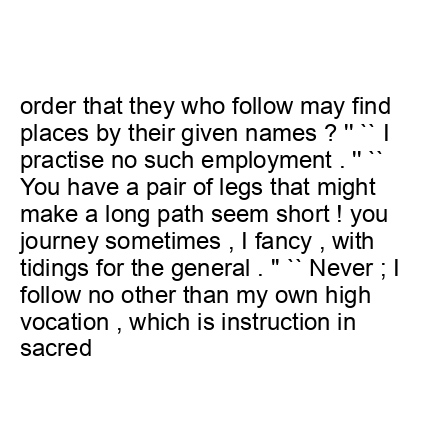 order that they who follow may find
places by their given names ? '' `` I
practise no such employment . '' ``
You have a pair of legs that might
make a long path seem short ! you
journey sometimes , I fancy , with
tidings for the general . '' `` Never ; I
follow no other than my own high
vocation , which is instruction in
sacred